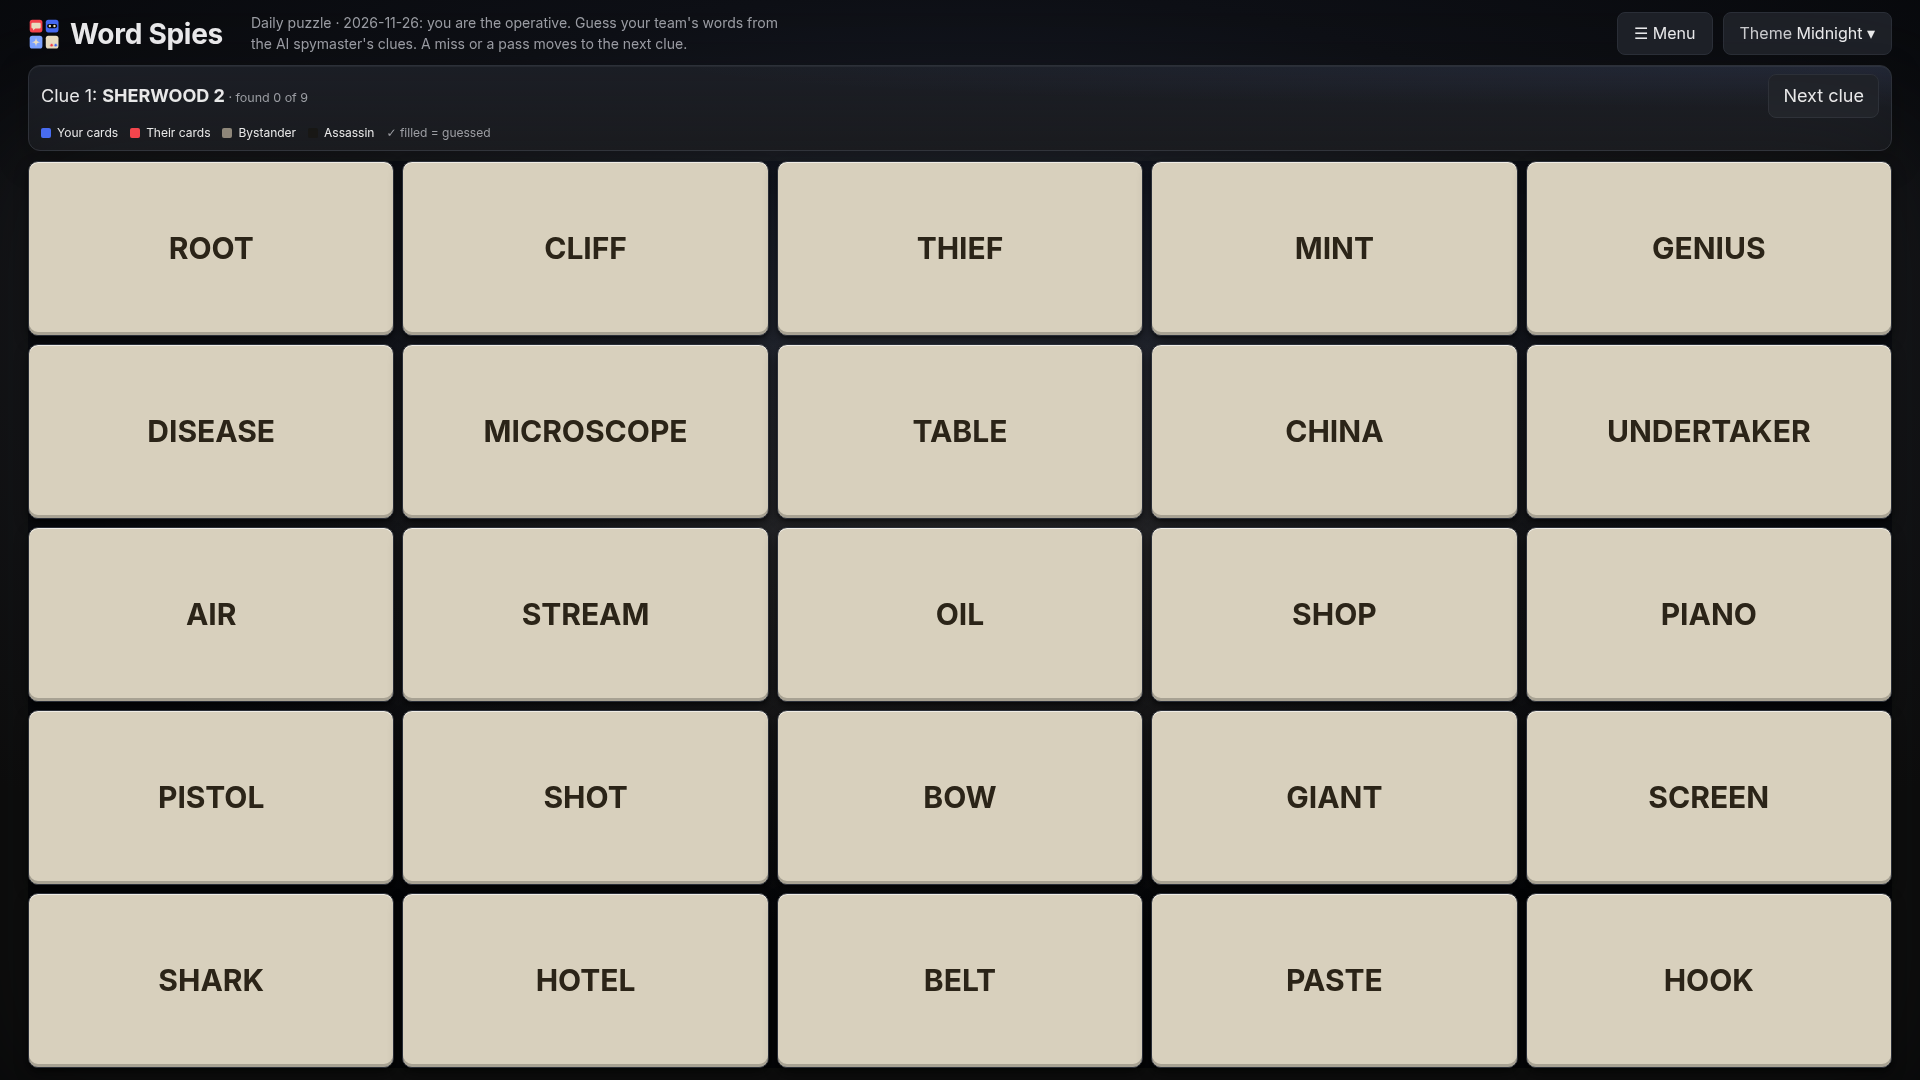 Word Spies
Daily puzzle · 2026-11-26: you are the operative. Guess your team's words from
the AI spymaster's clues. A miss or a pass moves to the next clue.
☰ Menu
Theme Midnight ▾
Clue 1: SHERWOOD 2 · found 0 of 9
Next clue
Your cards Their cards Bystander Assassin ✓ filled = guessed
ROOT CLIFF THIEF MINT GENIUS
DISEASE MICROSCOPE TABLE CHINA UNDERTAKER
AIR STREAM OIL SHOP PIANO
PISTOL SHOT BOW GIANT SCREEN
SHARK HOTEL BELT PASTE HOOK